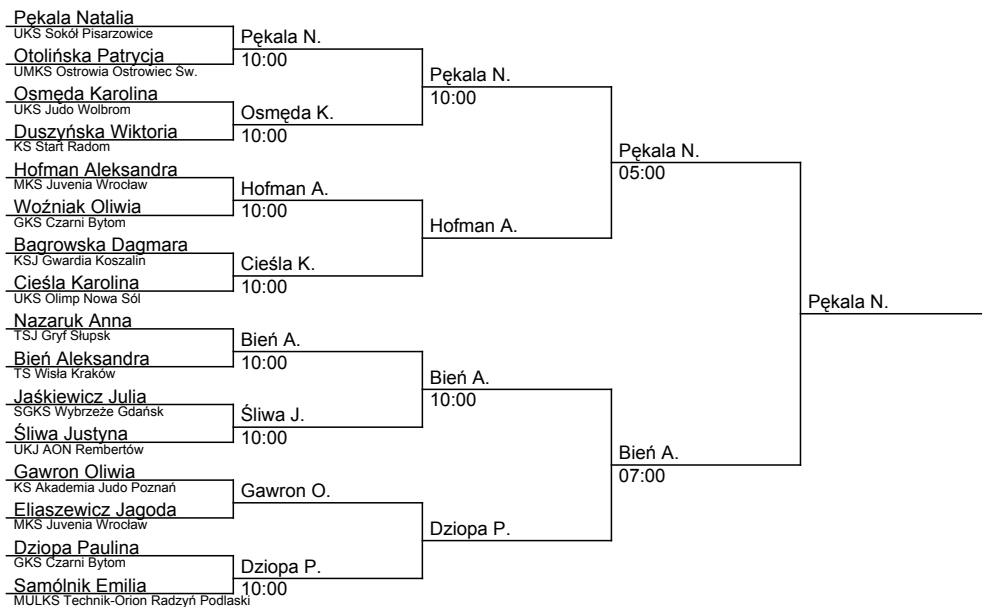 Pękala Natalia
UKS Sokół Pisarzowice
Otolińska Patrycja
UMKS Ostrowia Ostrowiec Św.
Osmęda Karolina
UKS Judo Wolbrom
Duszyńska Wiktoria
KS Start Radom
Hofman Aleksandra
MKS Juvenia Wrocław
Woźniak Oliwia
GKS Czarni Bytom
Bagrowska Dagmara
KSJ Gwardia Koszalin
Cieśla Karolina
UKS Olimp Nowa Sól
Nazaruk Anna
TSJ Gryf Słupsk
Bień Aleksandra
TS Wisła Kraków
Jaśkiewicz Julia
SGKS Wybrzeże Gdańsk
Śliwa Justyna
UKJ AON Rembertów
Gawron Oliwia
KS Akademia Judo Poznań
Eliaszewicz Jagoda
MKS Juvenia Wrocław
Dziopa Paulina
GKS Czarni Bytom
Samólnik Emilia
MULKS Technik-Orion Radzyń Podlaski
Pękala N.
10:00
Osmęda K.
10:00
Hofman A.
10:00
Cieśla K.
10:00
Bień A.
10:00
Śliwa J.
10:00
Gawron O.
Dziopa P.
10:00
Pękala N.
10:00
Hofman A.
Bień A.
10:00
Dziopa P.
Pękala N.
05:00
Bień A.
07:00
Pękala N.